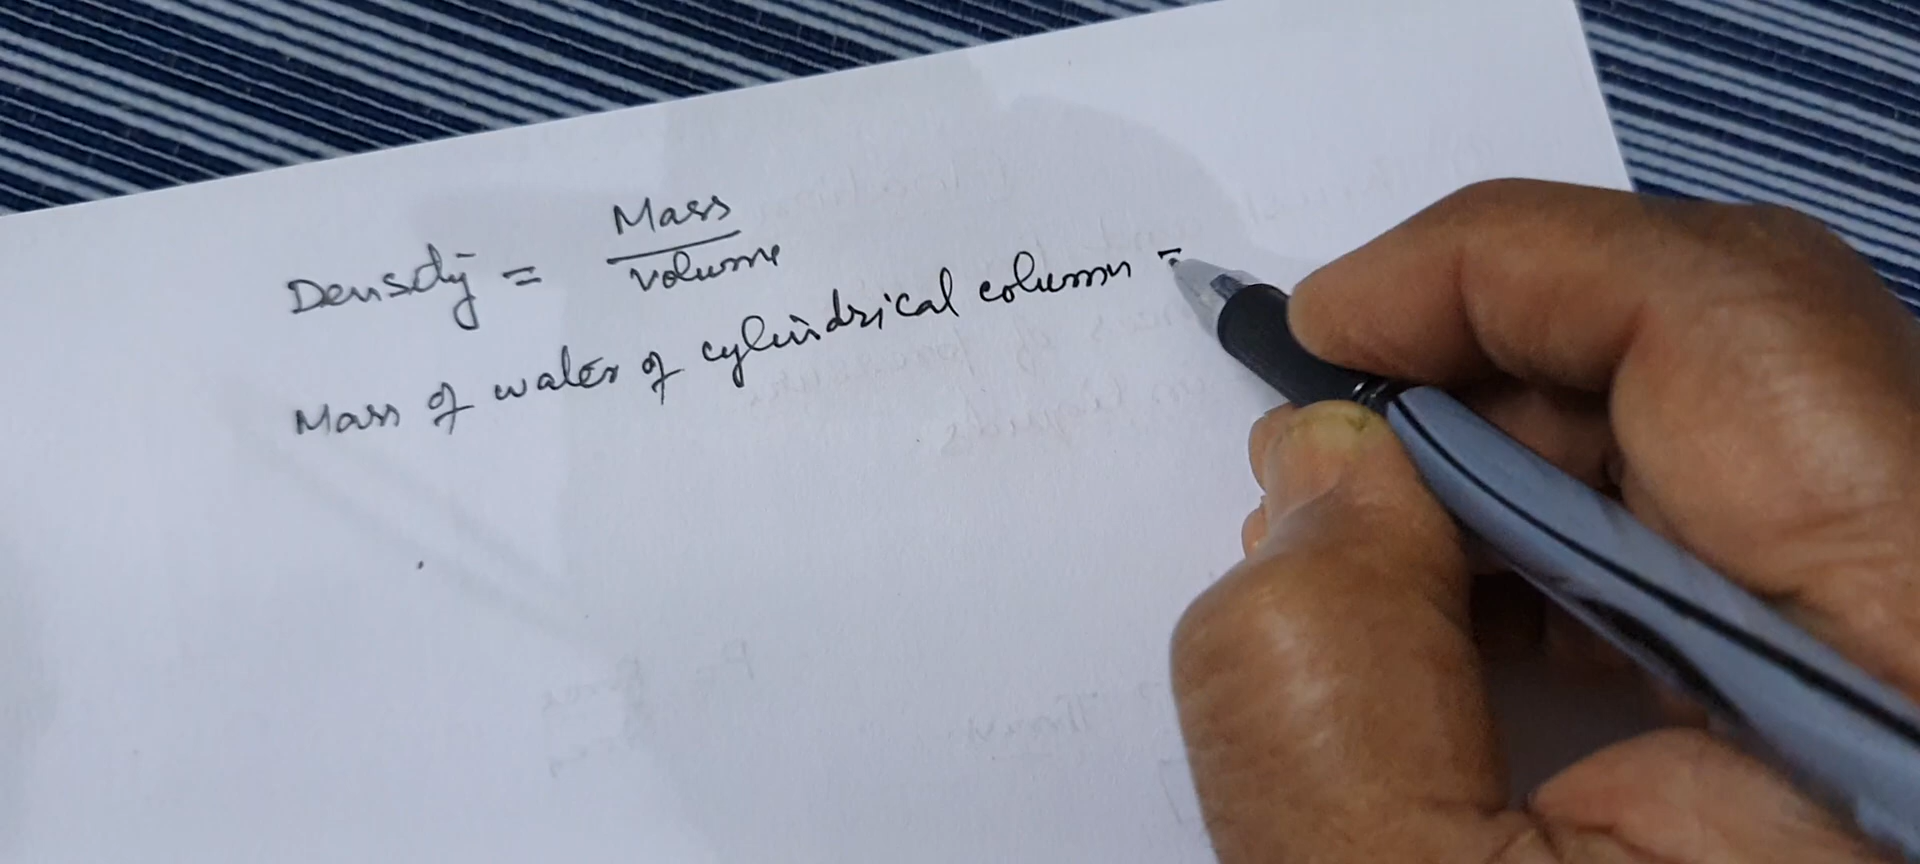 Density = Mass / Volume
Mass of water of cylindrical column =